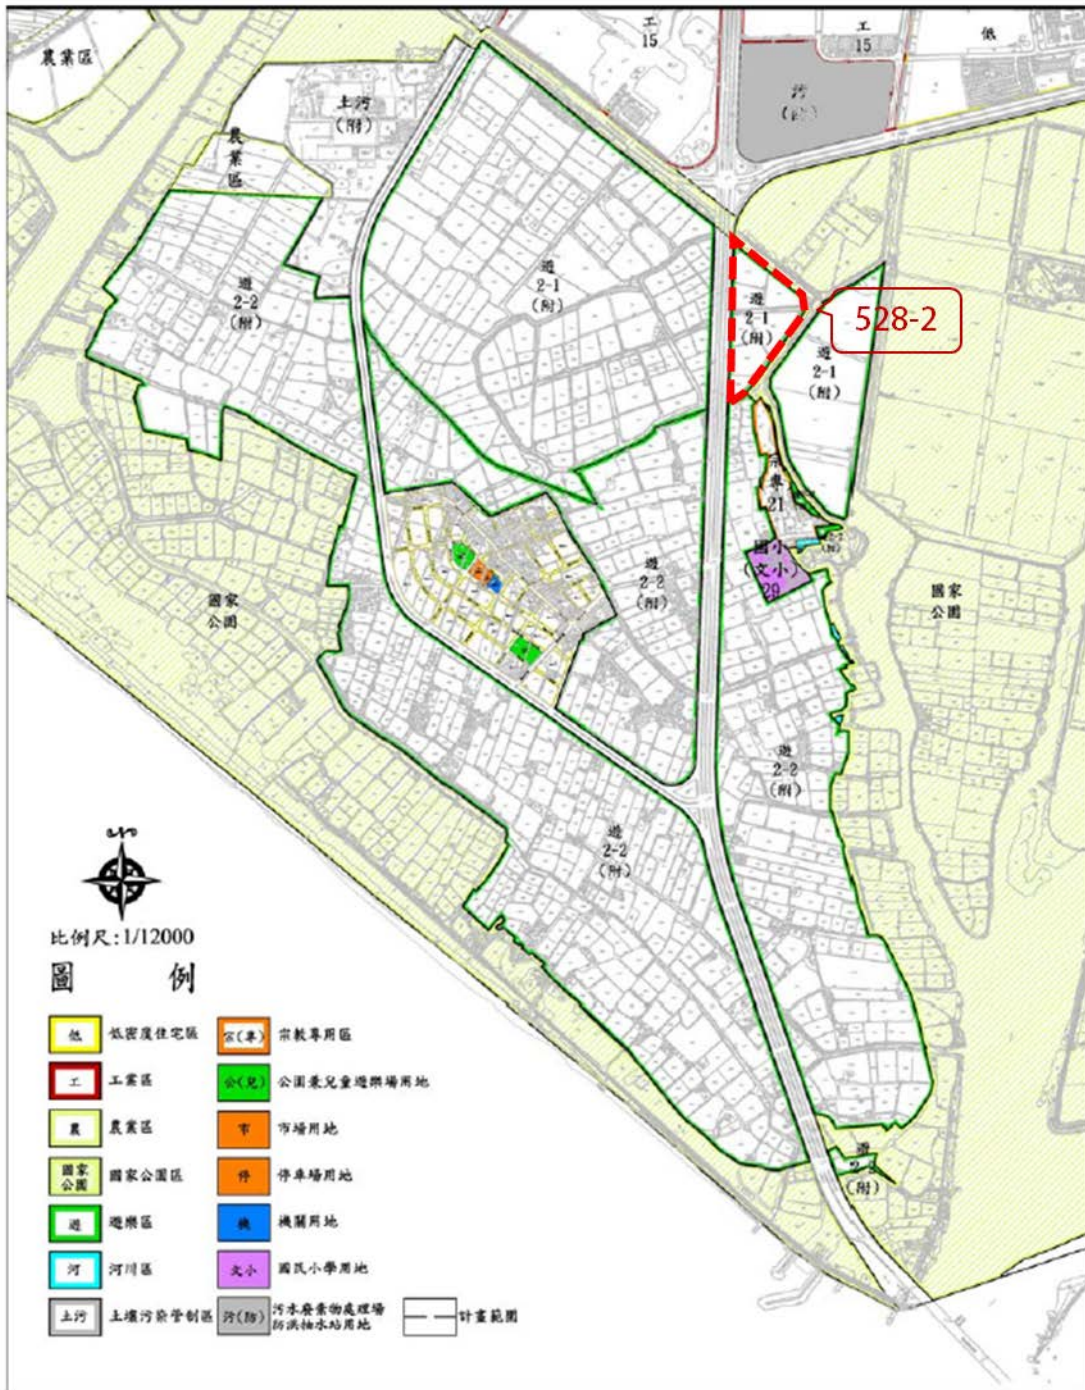 農業區
工
15
工
15
低
污
土污
(附)
農
業
區
遊
2-1
(附)
遊
2-2
(附)
遊
2-1
(附)
528-2
遊
2-1
(附)
宗
專
21
國小
(文小)
29
遊
2-2
(附)
國家
公園
國家
公園
遊
2-2
(附)
遊
2-2
(附)
遊
2-2
(附)
比例尺:1/12000
圖例
低 低密度住宅區
宗(專) 宗教專用區
工 工業區
公(兒) 公園兼兒童遊樂場用地
農 農業區
市 市場用地
國家
公園 國家公園區
停 停車場用地
遊 遊樂區
機 機關用地
河 河川區
文小 國民小學用地
土污 土壤污染管制區
污(防) 污水廢棄物處理場
防洪抽水站用地
計畫範圍